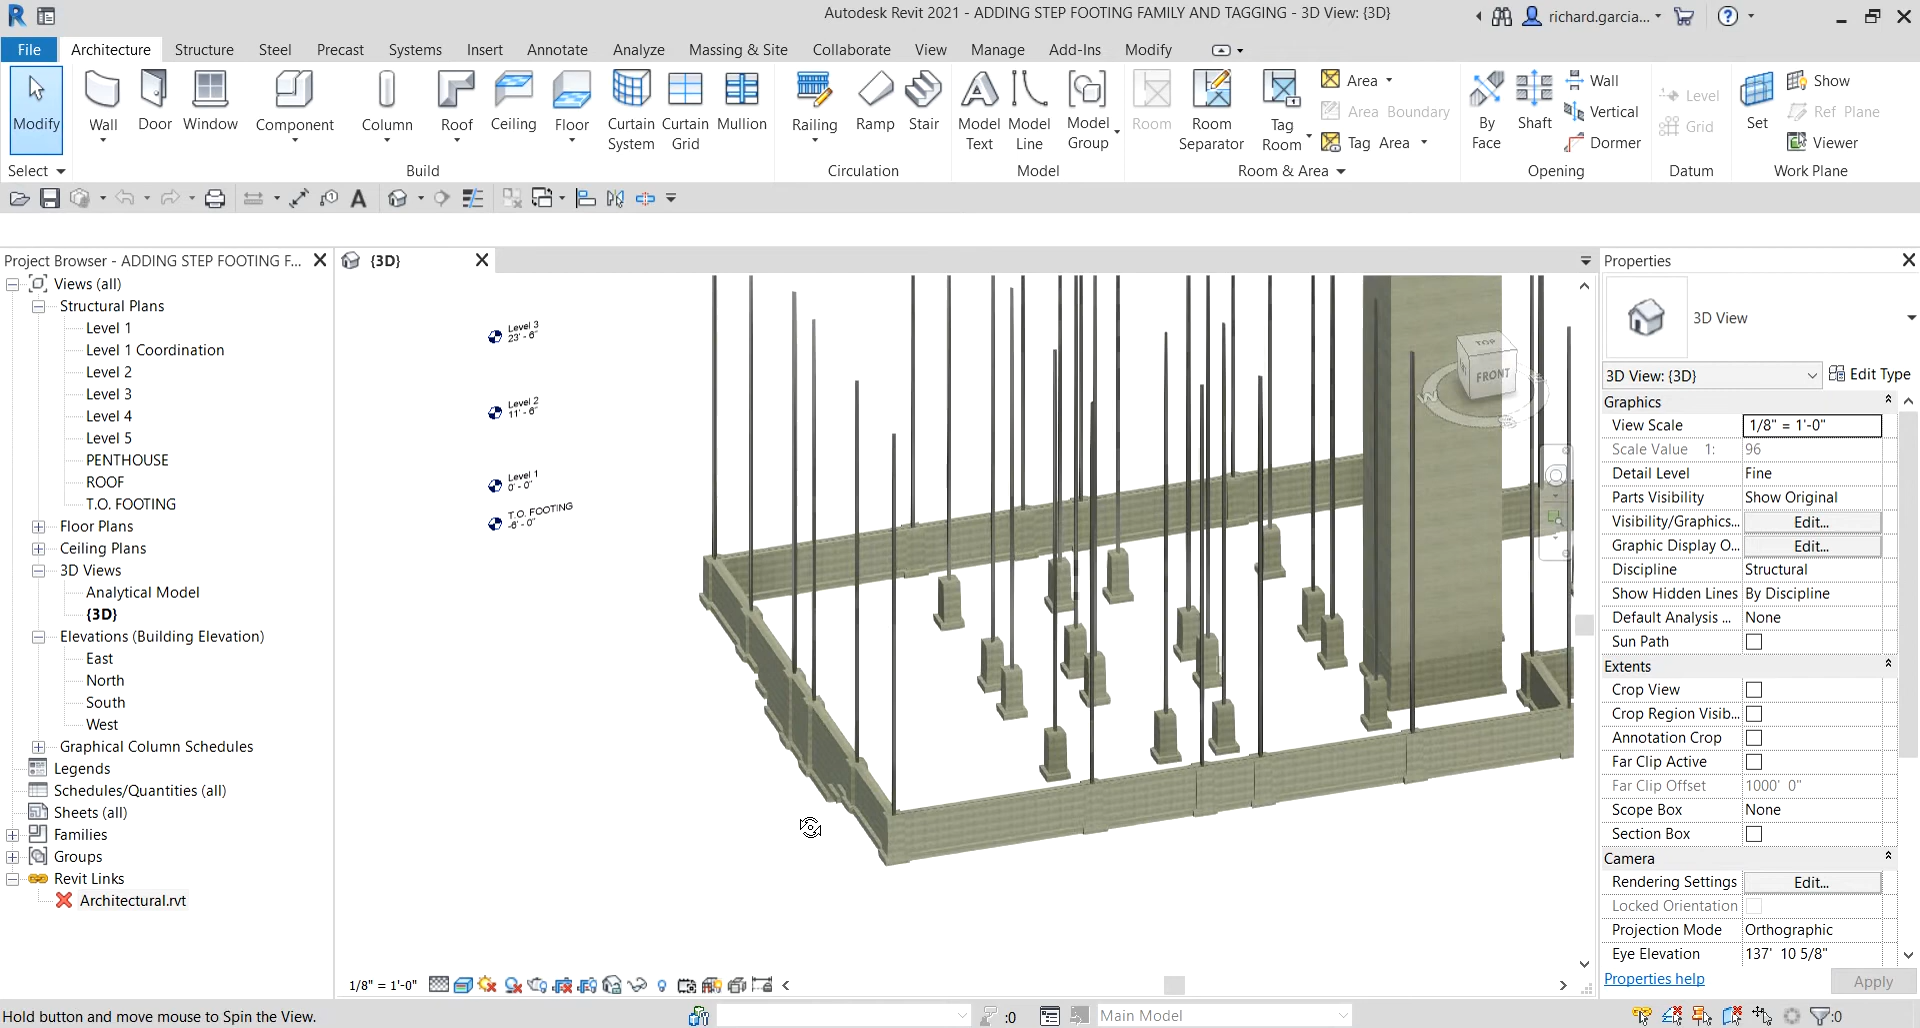 Autodesk Revit 2021 - ADDING STEP FOOTING FAMILY AND TAGGING - 3D View: {3D}
richard.garcia...
File Architecture Structure Steel Precast Systems Insert Annotate Analyze Massing & Site Collaborate View Manage Add-Ins Modify
Modify
Wall
Door
Window
Component
Column
Roof
Ceiling
Floor
Curtain System
Curtain Grid
Mullion
Railing
Ramp
Stair
Model Text
Model Line
Model Group
Room
Room Separator
Tag Room
Area
Area Boundary
Tag Area
By Face
Shaft
Wall
Vertical
Dormer
Level
Grid
Set
Show
Ref Plane
Viewer
Select
Build
Circulation
Model
Room & Area
Opening
Datum
Work Plane
Project Browser - ADDING STEP FOOTING F...
Views (all)
Structural Plans
Level 1
Level 1 Coordination
Level 2
Level 3
Level 4
Level 5
PENTHOUSE
ROOF
T.O. FOOTING
Floor Plans
Ceiling Plans
3D Views
Analytical Model
{3D}
Elevations (Building Elevation)
East
North
South
West
Graphical Column Schedules
Legends
Schedules/Quantities (all)
Sheets (all)
Families
Groups
Revit Links
Architectural.rvt
{3D}
Level 3
23' - 6"
Level 2
11' - 6"
Level 1
0' - 0"
T.O. FOOTING
-6' - 0"
TOP
FRONT
W
1/8" = 1'-0"
Properties
3D View
3D View: {3D} Edit Type
Graphics
View Scale 1/8" = 1'-0"
Scale Value 1: 96
Detail Level Fine
Parts Visibility Show Original
Visibility/Graphics... Edit...
Graphic Display O... Edit...
Discipline Structural
Show Hidden Lines By Discipline
Default Analysis ... None
Sun Path
Extents
Crop View
Crop Region Visib...
Annotation Crop
Far Clip Active
Far Clip Offset 1000' 0"
Scope Box None
Section Box
Camera
Rendering Settings Edit...
Locked Orientation
Projection Mode Orthographic
Eye Elevation 137' 10 5/8"
Properties help Apply
Hold button and move mouse to Spin the View.
:0
Main Model
:0